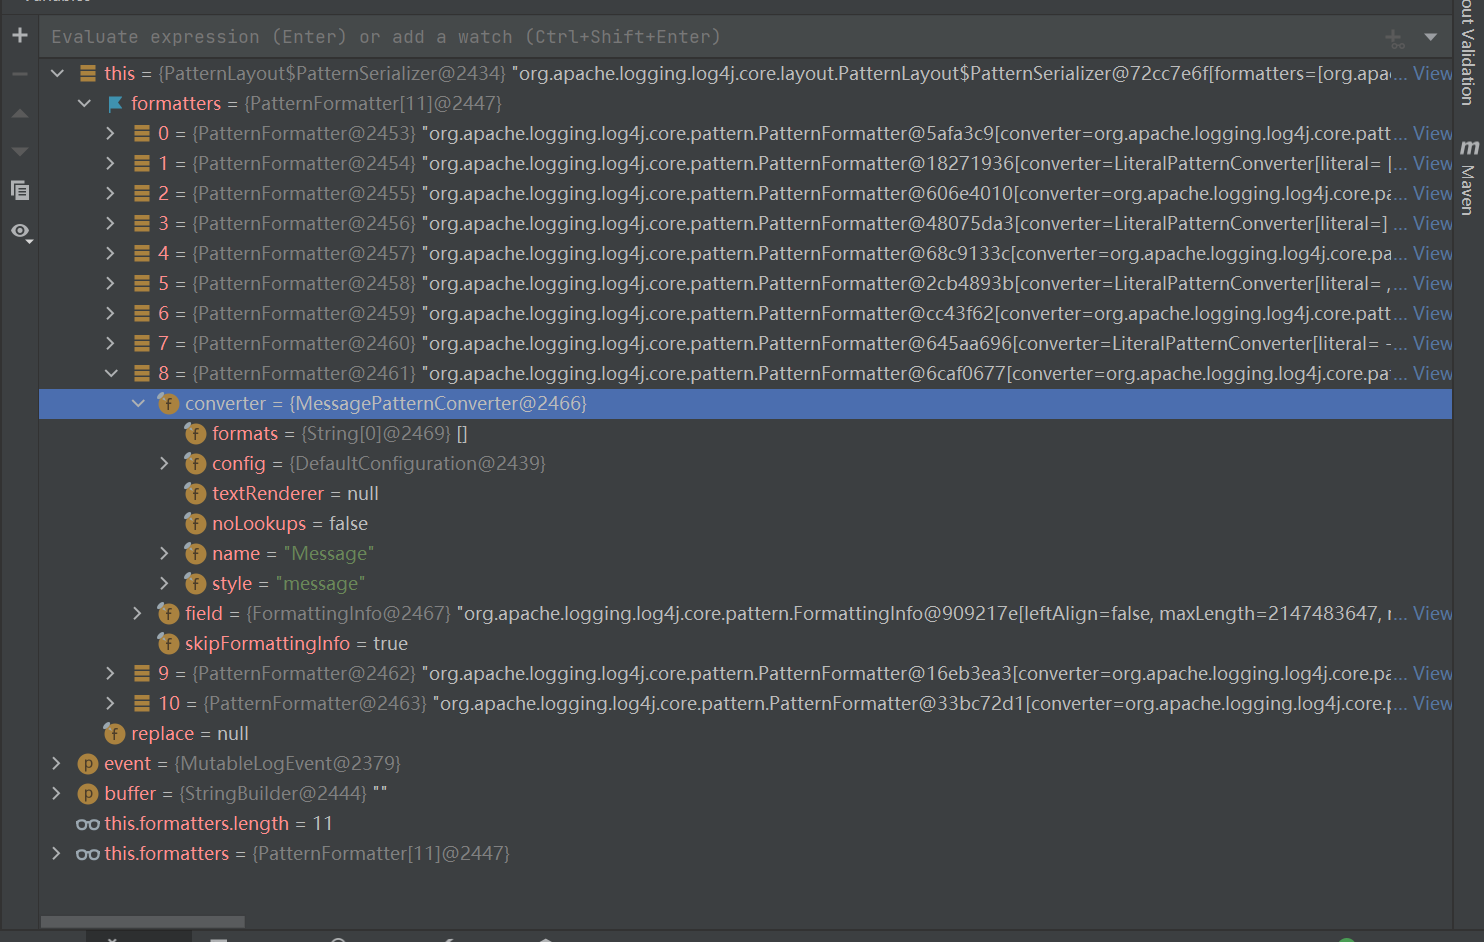 Variables
Evaluate expression (Enter) or add a watch (Ctrl+Shift+Enter)
this = {PatternLayout$PatternSerializer@2434} "org.apache.logging.log4j.core.layout.PatternLayout$PatternSerializer@72cc7e6f[formatters=[org.apa... View
formatters = {PatternFormatter[11]@2447}
0 = {PatternFormatter@2453} "org.apache.logging.log4j.core.pattern.PatternFormatter@5afa3c9[converter=org.apache.logging.log4j.core.patt... View
1 = {PatternFormatter@2454} "org.apache.logging.log4j.core.pattern.PatternFormatter@18271936[converter=LiteralPatternConverter[literal= [... View
2 = {PatternFormatter@2455} "org.apache.logging.log4j.core.pattern.PatternFormatter@606e4010[converter=org.apache.logging.log4j.core.pa... View
3 = {PatternFormatter@2456} "org.apache.logging.log4j.core.pattern.PatternFormatter@48075da3[converter=LiteralPatternConverter[literal=] ... View
4 = {PatternFormatter@2457} "org.apache.logging.log4j.core.pattern.PatternFormatter@68c9133c[converter=org.apache.logging.log4j.core.pa... View
5 = {PatternFormatter@2458} "org.apache.logging.log4j.core.pattern.PatternFormatter@2cb4893b[converter=LiteralPatternConverter[literal= ,... View
6 = {PatternFormatter@2459} "org.apache.logging.log4j.core.pattern.PatternFormatter@cc43f62[converter=org.apache.logging.log4j.core.patt... View
7 = {PatternFormatter@2460} "org.apache.logging.log4j.core.pattern.PatternFormatter@645aa696[converter=LiteralPatternConverter[literal= -... View
8 = {PatternFormatter@2461} "org.apache.logging.log4j.core.pattern.PatternFormatter@6caf0677[converter=org.apache.logging.log4j.core.pa... View
converter = {MessagePatternConverter@2466}
formats = {String[0]@2469} []
config = {DefaultConfiguration@2439}
textRenderer = null
noLookups = false
name = "Message"
style = "message"
field = {FormattingInfo@2467} "org.apache.logging.log4j.core.pattern.FormattingInfo@909217e[leftAlign=false, maxLength=2147483647, r... View
skipFormattingInfo = true
9 = {PatternFormatter@2462} "org.apache.logging.log4j.core.pattern.PatternFormatter@16eb3ea3[converter=org.apache.logging.log4j.core.pa... View
10 = {PatternFormatter@2463} "org.apache.logging.log4j.core.pattern.PatternFormatter@33bc72d1[converter=org.apache.logging.log4j.core.p... View
replace = null
event = {MutableLogEvent@2379}
buffer = {StringBuilder@2444} ""
this.formatters.length = 11
this.formatters = {PatternFormatter[11]@2447}
out Validation
m Maven